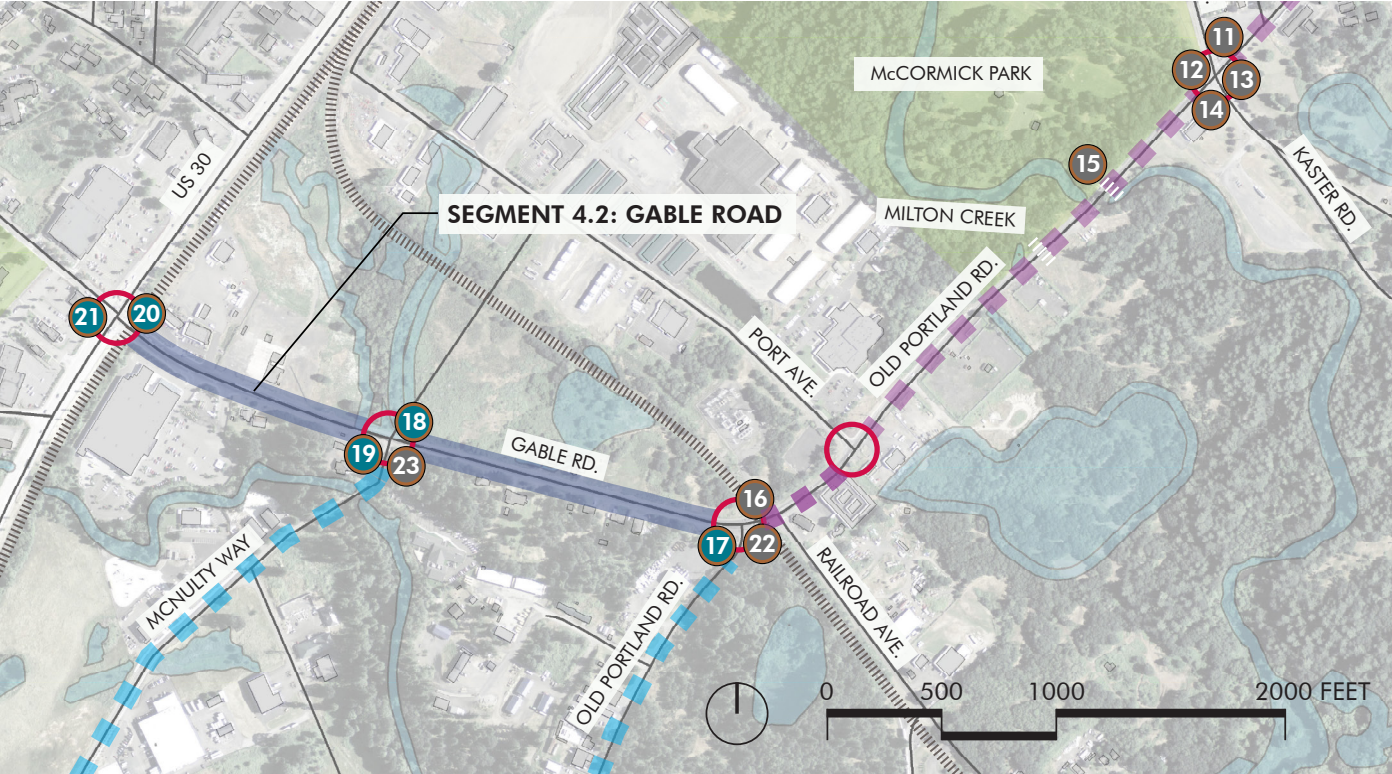 11
12
13
14
McCORMICK PARK
US 30
15
KASTER RD.
SEGMENT 4.2: GABLE ROAD
MILTON CREEK
OLD PORTLAND RD.
21
20
PORT AVE.
18
19
23
GABLE RD.
16
17
22
MCNULTY WAY
OLD PORTLAND RD.
RAILROAD AVE.
0 500 1000 2000 FEET